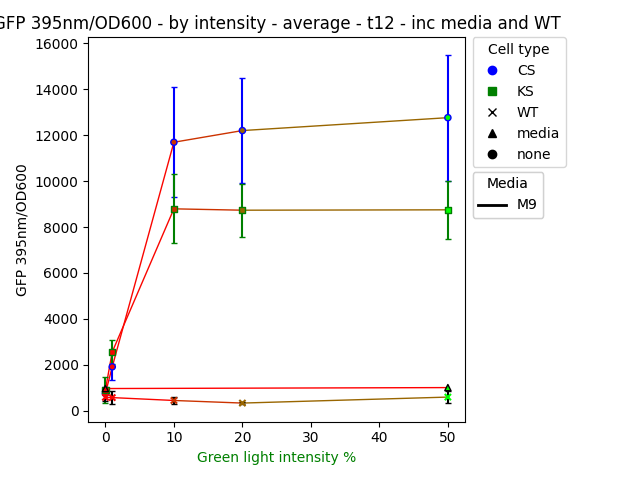 GFP 395nm/OD600 - by intensity - average - t12 - inc media and WT
Cell type
CS
KS
WT
media
none
Media
M9
GFP 395nm/OD600
16000
14000
12000
10000
8000
6000
4000
2000
0
0 10 20 30 40 50
Green light intensity %